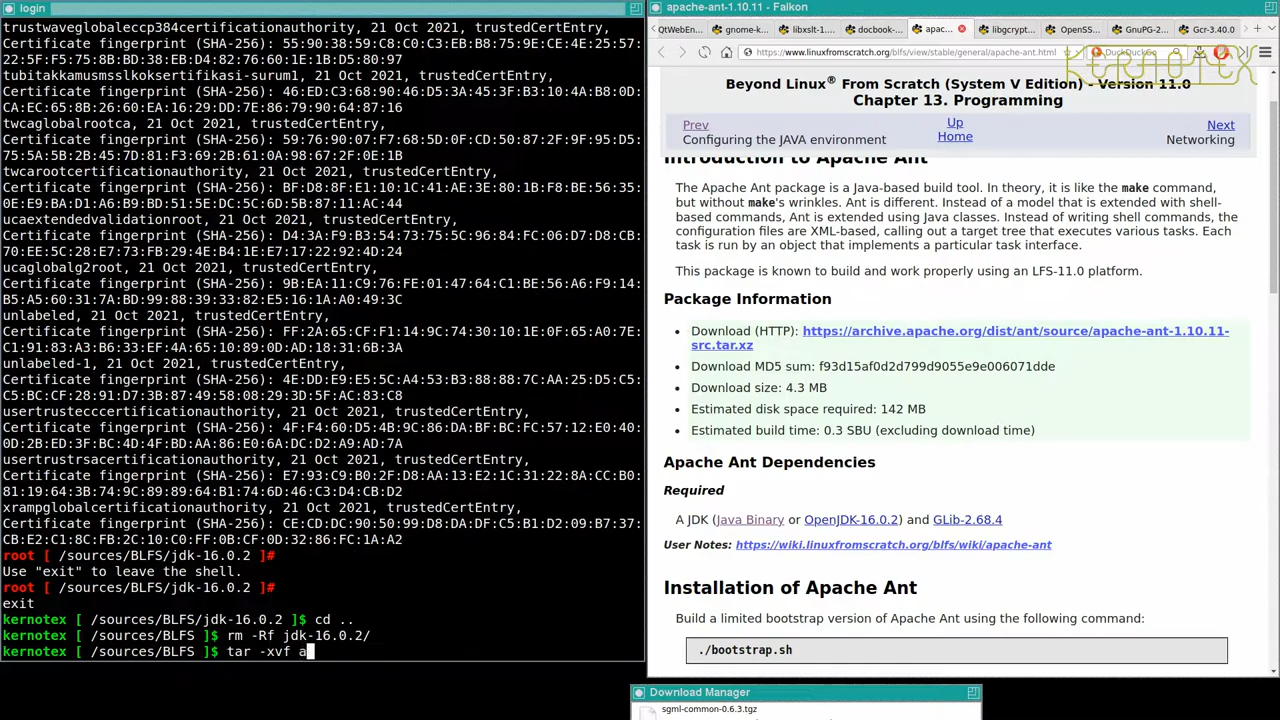 login
trustwaveglobaleccp384certificationauthority, 21 Oct 2021, trustedCertEntry,
Certificate fingerprint (SHA-256): 55:90:38:59:C8:C0:C3:EB:B8:75:9E:CE:4E:25:57:
22:5F:F5:75:8B:BD:38:EB:D4:82:76:60:1E:1B:D5:80:97
tubitakkamusmsslkoksertifikasi-surum1, 21 Oct 2021, trustedCertEntry,
Certificate fingerprint (SHA-256): 46:ED:C3:68:90:46:D5:3A:45:3F:B3:10:4A:B8:0D:
CA:EC:65:8B:26:60:EA:16:29:DD:7E:86:79:90:64:87:16
twcaglobalrootca, 21 Oct 2021, trustedCertEntry,
Certificate fingerprint (SHA-256): 59:76:90:07:F7:68:5D:0F:CD:50:87:2F:9F:95:D5:
75:5A:5B:2B:45:7D:81:F3:69:2B:61:0A:98:67:2F:0E:1B
twcarootcertificationauthority, 21 Oct 2021, trustedCertEntry,
Certificate fingerprint (SHA-256): BF:D8:8F:E1:10:1C:41:AE:3E:80:1B:F8:BE:56:35:
0E:E9:BA:D1:A6:B9:BD:51:5E:DC:5C:6D:5B:87:11:AC:44
ucaextendedvalidationroot, 21 Oct 2021, trustedCertEntry,
Certificate fingerprint (SHA-256): D4:3A:F9:B3:54:73:75:5C:96:84:FC:06:D7:D8:CB:
70:EE:5C:28:E7:73:FB:29:4E:B4:1E:E7:17:22:92:4D:24
ucaglobalg2root, 21 Oct 2021, trustedCertEntry,
Certificate fingerprint (SHA-256): 9B:EA:11:C9:76:FE:01:47:64:C1:BE:56:A6:F9:14:
B5:A5:60:31:7A:BD:99:88:39:33:82:E5:16:1A:A0:49:3C
unlabeled, 21 Oct 2021, trustedCertEntry,
Certificate fingerprint (SHA-256): FF:2A:65:CF:F1:14:9C:74:30:10:1E:0F:65:A0:7E:
C1:91:83:A3:B6:33:EF:4A:65:10:89:0D:AD:18:31:6B:3A
unlabeled-1, 21 Oct 2021, trustedCertEntry,
Certificate fingerprint (SHA-256): 4E:DD:E9:E5:5C:A4:53:B3:88:88:7C:AA:25:D5:C5:
C5:BC:CF:28:91:D7:3B:87:49:58:08:29:3D:5F:AC:83:C8
usertrustecccertificationauthority, 21 Oct 2021, trustedCertEntry,
Certificate fingerprint (SHA-256): 4F:F4:60:D5:4B:9C:86:DA:BF:BC:FC:57:12:E0:40:
0D:2B:ED:3F:BC:4D:4F:BD:AA:86:E0:6A:DC:D2:A9:AD:7A
usertrustrsacertificationauthority, 21 Oct 2021, trustedCertEntry,
Certificate fingerprint (SHA-256): E7:93:C9:B0:2F:D8:AA:13:E2:1C:31:22:8A:CC:B0:
81:19:64:3B:74:9C:89:89:64:B1:74:6D:46:C3:D4:CB:D2
xrampglobalcertificationauthority, 21 Oct 2021, trustedCertEntry,
Certificate fingerprint (SHA-256): CE:CD:DC:90:50:99:D8:DA:DF:C5:B1:D2:09:B7:37:
CB:E2:C1:8C:FB:2C:10:C0:FF:0B:CF:0D:32:86:FC:1A:A2
root [ /sources/BLFS/jdk-16.0.2 ]#
Use "exit" to leave the shell.
root [ /sources/BLFS/jdk-16.0.2 ]#
exit
kernotex [ /sources/BLFS/jdk-16.0.2 ]$ cd ..
kernotex [ /sources/BLFS ]$ rm -Rf jdk-16.0.2/
kernotex [ /sources/BLFS ]$ tar -xvf a
apache-ant-1.10.11 - Falkon
QtWebEn... gnome-k... libxslt-1... docbook-... apac... libgcrypt... OpenSS... GnuPG-2... Gcr-3.40.0
https://www.linuxfromscratch.org/blfs/view/stable/general/apache-ant.html DuckDuckGo
KERNOTEX
Beyond Linux® From Scratch (System V Edition) - Version 11.0
Chapter 13. Programming
Prev Up Next
Configuring the JAVA environment Home Networking
Introduction to Apache Ant
The Apache Ant package is a Java-based build tool. In theory, it is like the make command,
but without make's wrinkles. Ant is different. Instead of a model that is extended with shell-
based commands, Ant is extended using Java classes. Instead of writing shell commands, the
configuration files are XML-based, calling out a target tree that executes various tasks. Each
task is run by an object that implements a particular task interface.
This package is known to build and work properly using an LFS-11.0 platform.
Package Information
• Download (HTTP): https://archive.apache.org/dist/ant/source/apache-ant-1.10.11-
src.tar.xz
• Download MD5 sum: f93d15af0d2d799d9055e9e006071dde
• Download size: 4.3 MB
• Estimated disk space required: 142 MB
• Estimated build time: 0.3 SBU (excluding download time)
Apache Ant Dependencies
Required
A JDK (Java Binary or OpenJDK-16.0.2) and GLib-2.68.4
User Notes: https://wiki.linuxfromscratch.org/blfs/wiki/apache-ant
Installation of Apache Ant
Build a limited bootstrap version of Apache Ant using the following command:
./bootstrap.sh
Download Manager
sgml-common-0.6.3.tgz